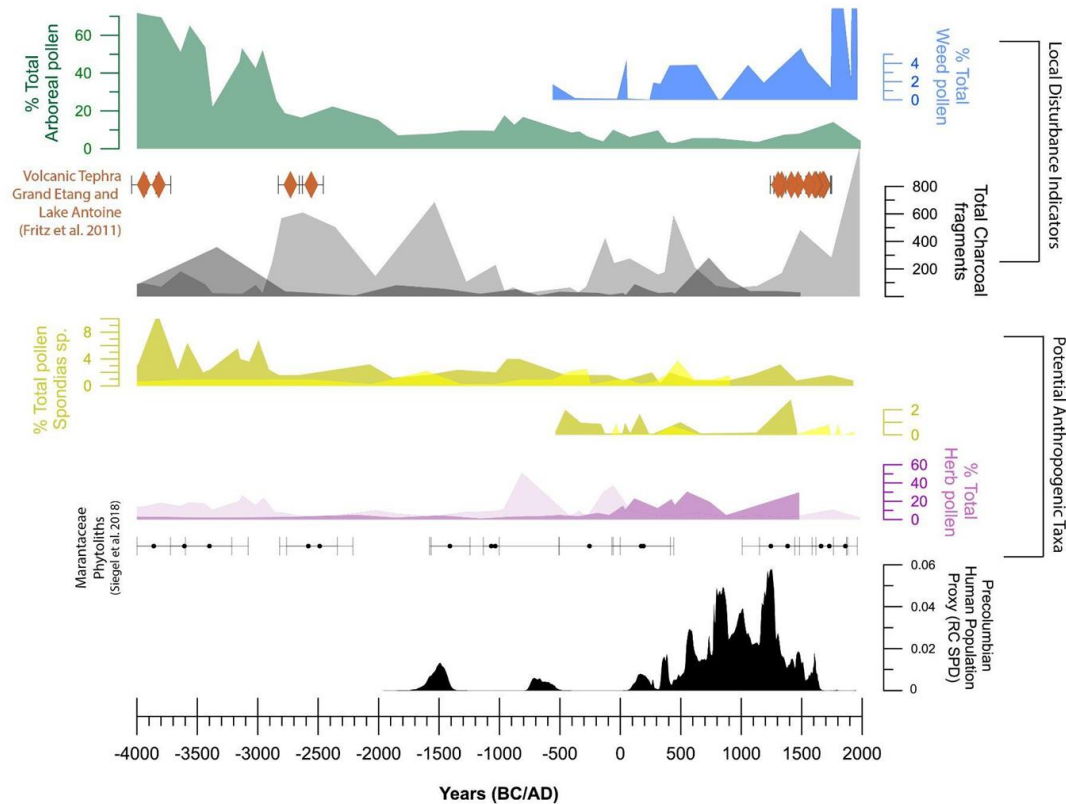 % Total
Arboreal pollen
60
40
20
0
% Total
Weed pollen
4
2
0
Local Disturbance Indicators
Volcanic Tephra
Grand Etang and
Lake Antoine
(Fritz et al. 2011)
800
600
400
200
Total Charcoal
fragments
% Total pollen
Spondias sp.
8
4
0
2
0
Potential Anthropogenic Taxa
60
40
20
0
% Total
Herb pollen
Marantaceae
Phytoliths
(Siegel et al. 2018)
0.06
0.04
0.02
0
Precolumbian
Human Population
Proxy (RC SPD)
-4000 -3500 -3000 -2500 -2000 -1500 -1000 -500 0 500 1000 1500 2000
Years (BC/AD)